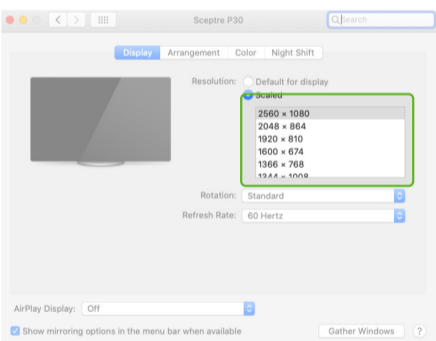 Sceptre P30
Search
Display Arrangement Color Night Shift
Resolution: Default for display
Scaled
2560 × 1080
2048 × 864
1920 × 810
1600 × 674
1366 × 768
1344 × 1008
Rotation: Standard
Refresh Rate: 60 Hertz
AirPlay Display: Off
Show mirroring options in the menu bar when available
Gather Windows ?